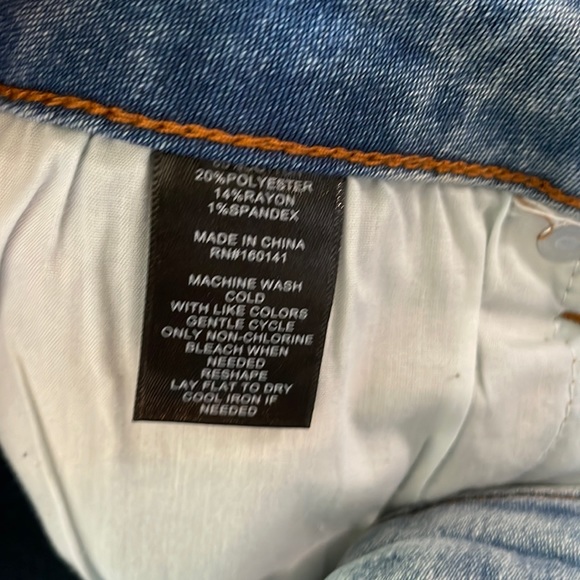 20%POLYESTER
14%RAYON
1%SPANDEX
MADE IN CHINA
RN#160141
MACHINE WASH
COLD
WITH LIKE COLORS
GENTLE CYCLE
ONLY NON-CHLORINE
BLEACH WHEN
NEEDED
RESHAPE
LAY FLAT TO DRY
COOL IRON IF
NEEDED